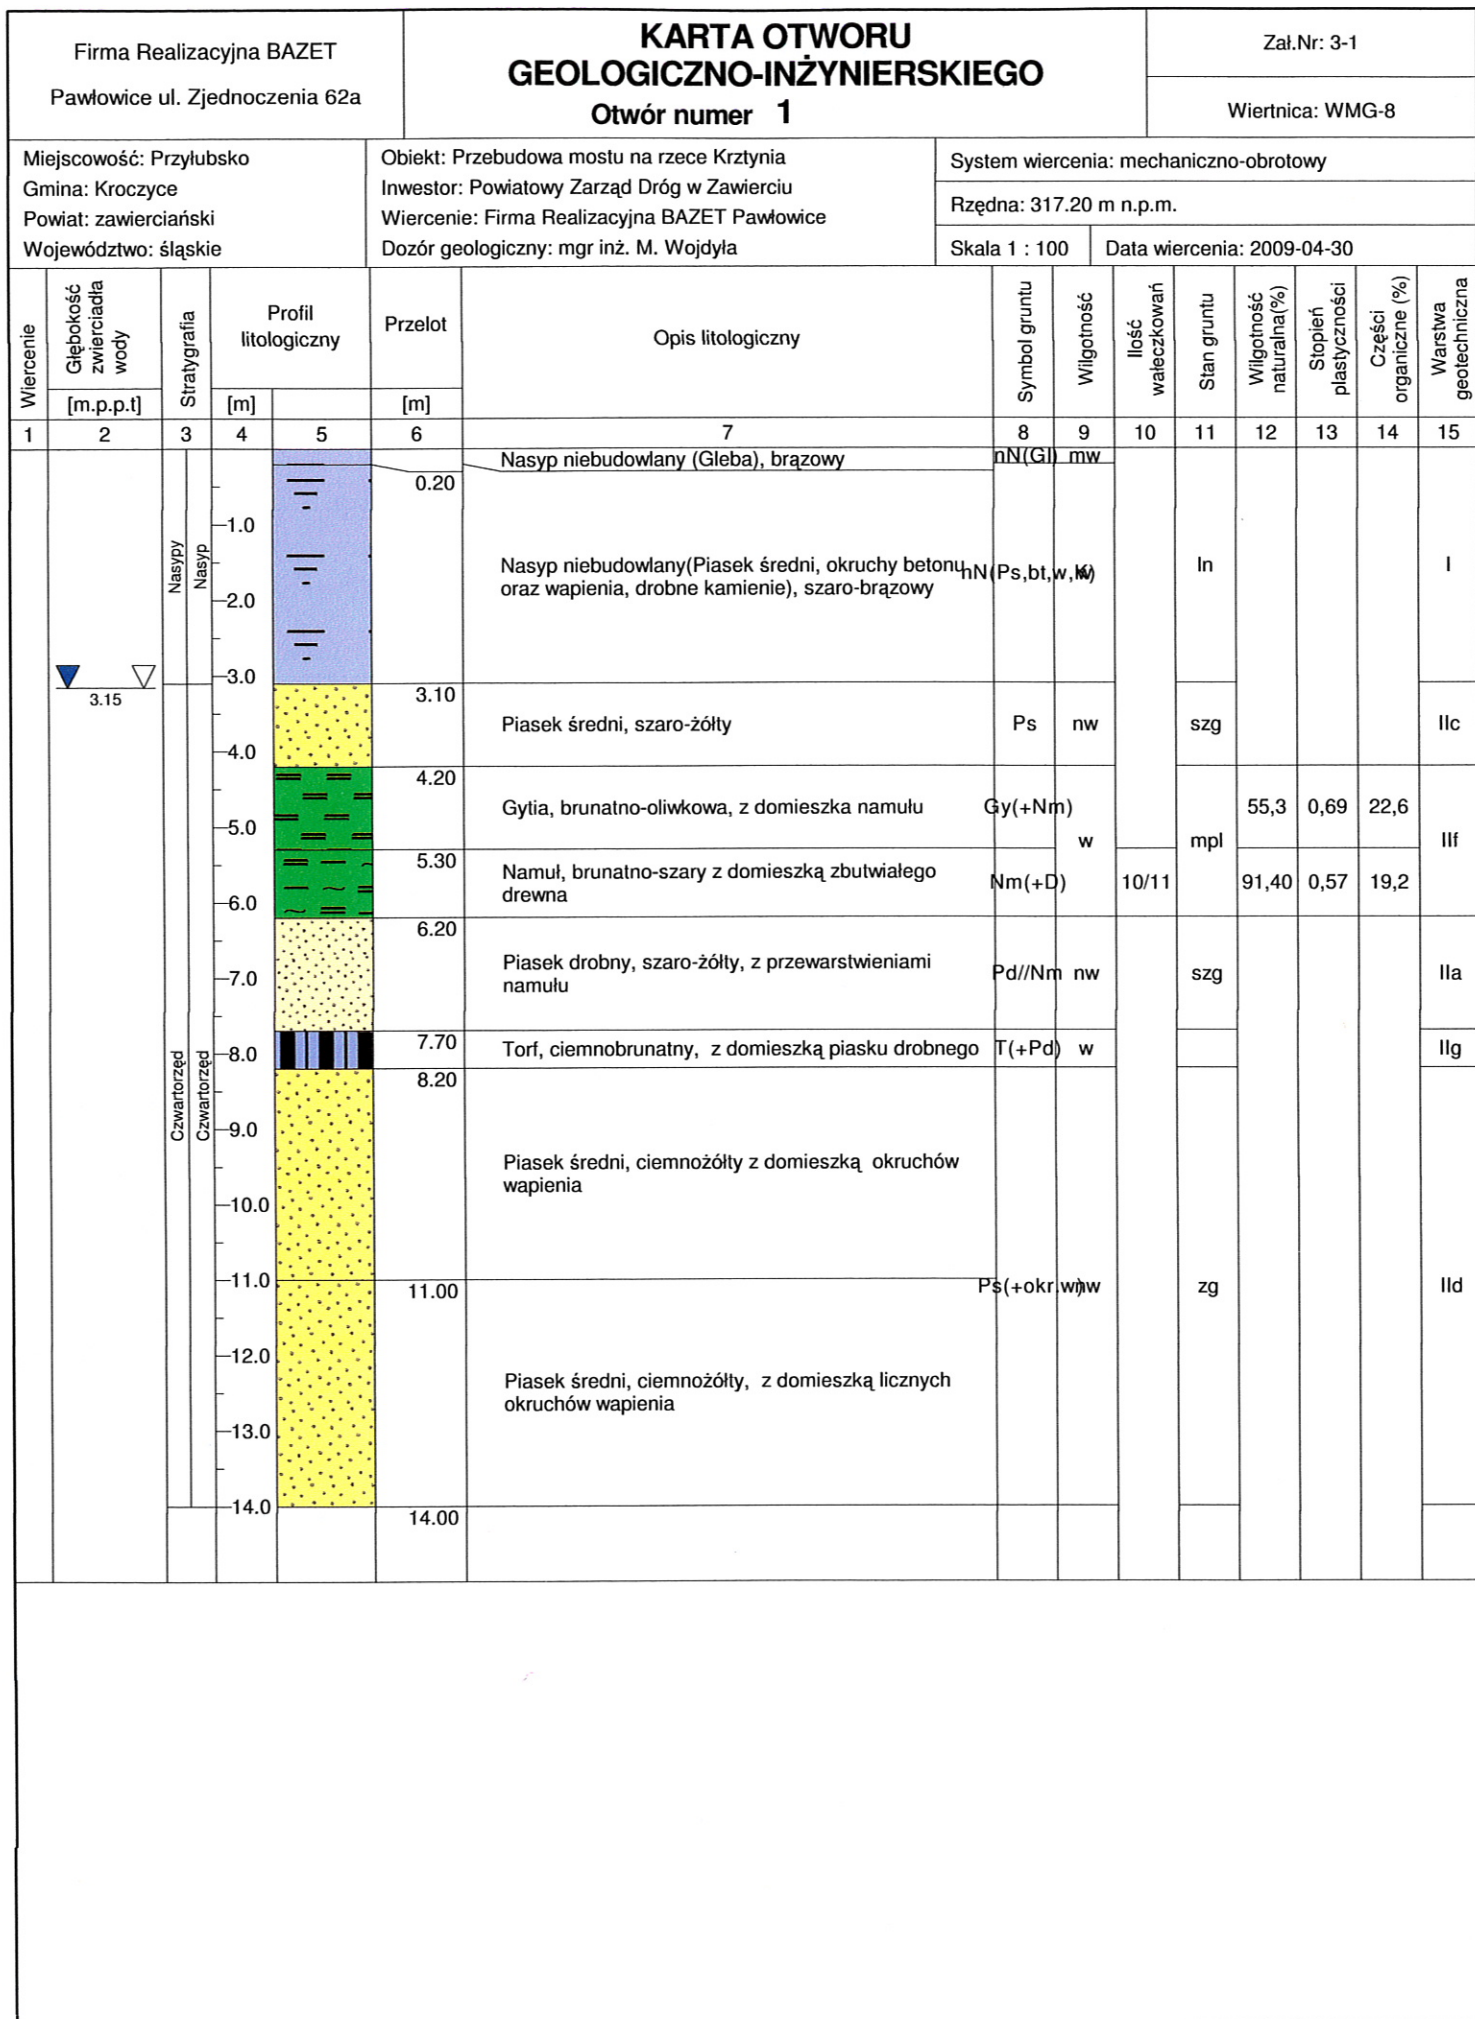 Firma Realizacyjna BAZET
Pawłowice ul. Zjednoczenia 62a
KARTA OTWORU
GEOLOGICZNO-INŻYNIERSKIEGO
Otwór numer 1
Zał.Nr: 3-1
Wiertnica: WMG-8
Miejscowość: Przyłubsko
Gmina: Kroczyce
Powiat: zawierciański
Województwo: śląskie
Obiekt: Przebudowa mostu na rzece Krztynia
Inwestor: Powiatowy Zarząd Dróg w Zawierciu
Wiercenie: Firma Realizacyjna BAZET Pawłowice
Dozór geologiczny: mgr inż. M. Wojdyła
System wiercenia: mechaniczno-obrotowy
Rzędna: 317.20 m n.p.m.
Skala 1 : 100 Data wiercenia: 2009-04-30
Wiercenie
Głębokość
zwierciadła
wody
[m.p.p.t]
Stratygrafia
Profil
litologiczny
[m]
Przelot
[m]
Opis litologiczny
Symbol gruntu
Wilgotność
Ilość
wałeczkowań
Stan gruntu
Wilgotność
naturalna(%)
Stopień
plastyczności
Części
organiczne (%)
Warstwa
geotechniczna
1 2 3 4 5 6 7 8 9 10 11 12 13 14 15
Nasyp niebudowlany (Gleba), brązowy nN(Gl) mw
0.20
1.0
Nasypy
Nasyp
Nasyp niebudowlany(Piasek średni, okruchy betonu
oraz wapienia, drobne kamienie), szaro-brązowy
nN(Ps,bt,w,K) w ln I
2.0
3.0
3.15
3.10
Piasek średni, szaro-żółty Ps nw szg IIc
4.0
4.20
Gytia, brunatno-oliwkowa, z domieszka namułu Gy(+Nm) 55,3 0,69 22,6
5.0
w mpl IIf
5.30
Namuł, brunatno-szary z domieszką zbutwiałego
drewna
Nm(+D) 10/11 91,40 0,57 19,2
6.0
6.20
Piasek drobny, szaro-żółty, z przewarstwieniami
namułu
Pd//Nm nw szg IIa
7.0
7.70
Torf, ciemnobrunatny, z domieszką piasku drobnego T(+Pd) w IIg
8.0
8.20
Czwartorzęd
Czwartorzęd
9.0
Piasek średni, ciemnożółty z domieszką okruchów
wapienia
10.0
11.0
11.00
Ps(+okr.w) nw zg IId
12.0
Piasek średni, ciemnożółty, z domieszką licznych
okruchów wapienia
13.0
14.0
14.00